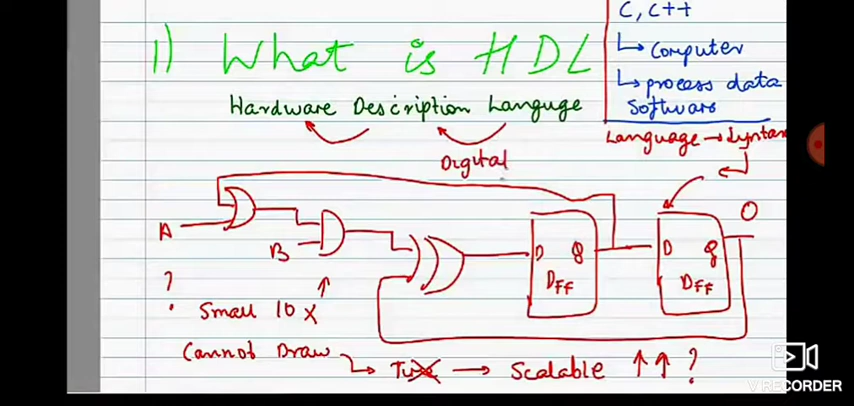 C, C++
1) What is HDL
↳ Computer
↳ process data
Software
Hardware Description Languge
Language → Syntax
Digital
A
B
D Q
DFF
D Q
DFF
O
?
Small 10 X
Cannot Draw
→ Scalable ↑↑ ?
V RECORDER